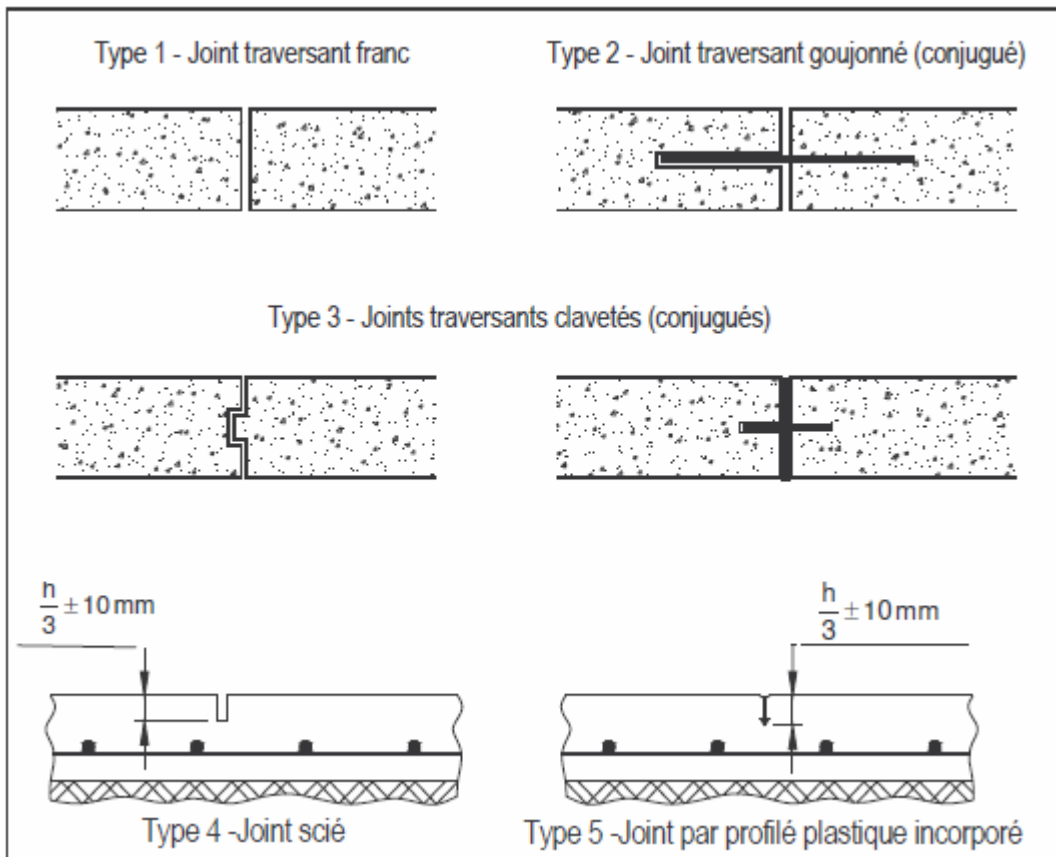 Type 1 - Joint traversant franc
Type 2 - Joint traversant goujonné (conjugué)
Type 3 - Joints traversants clavetés (conjugués)
h/3 ± 10 mm
h/3 ± 10 mm
Type 4 -Joint scié
Type 5 -Joint par profilé plastique incorporé